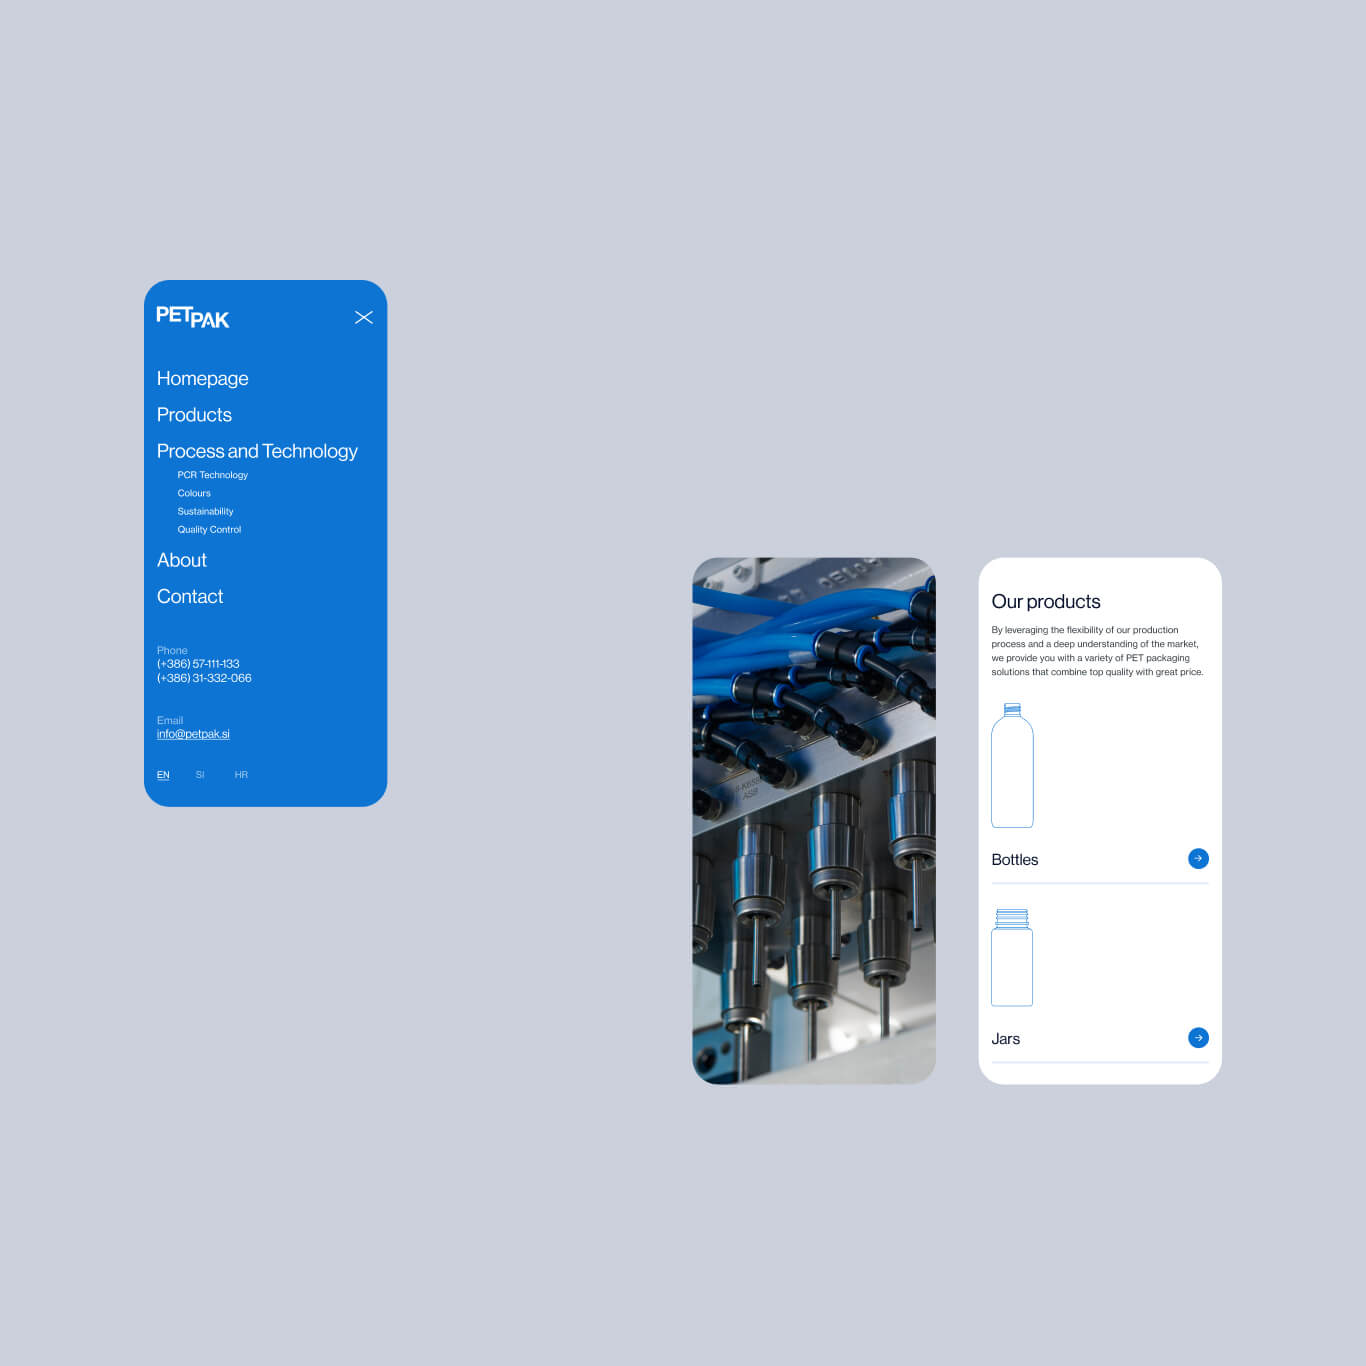 PETPAK
Homepage
Products
Process and Technology
PCR Technology
Colours
Sustainability
Quality Control
About
Contact
Phone
(+386) 57-111-133
(+386) 31-332-066
Email
info@petpak.si
EN SI HR
ASB
Our products
By leveraging the flexibility of our production
process and a deep understanding of the market,
we provide you with a variety of PET packaging
solutions that combine top quality with great price.
Bottles
Jars